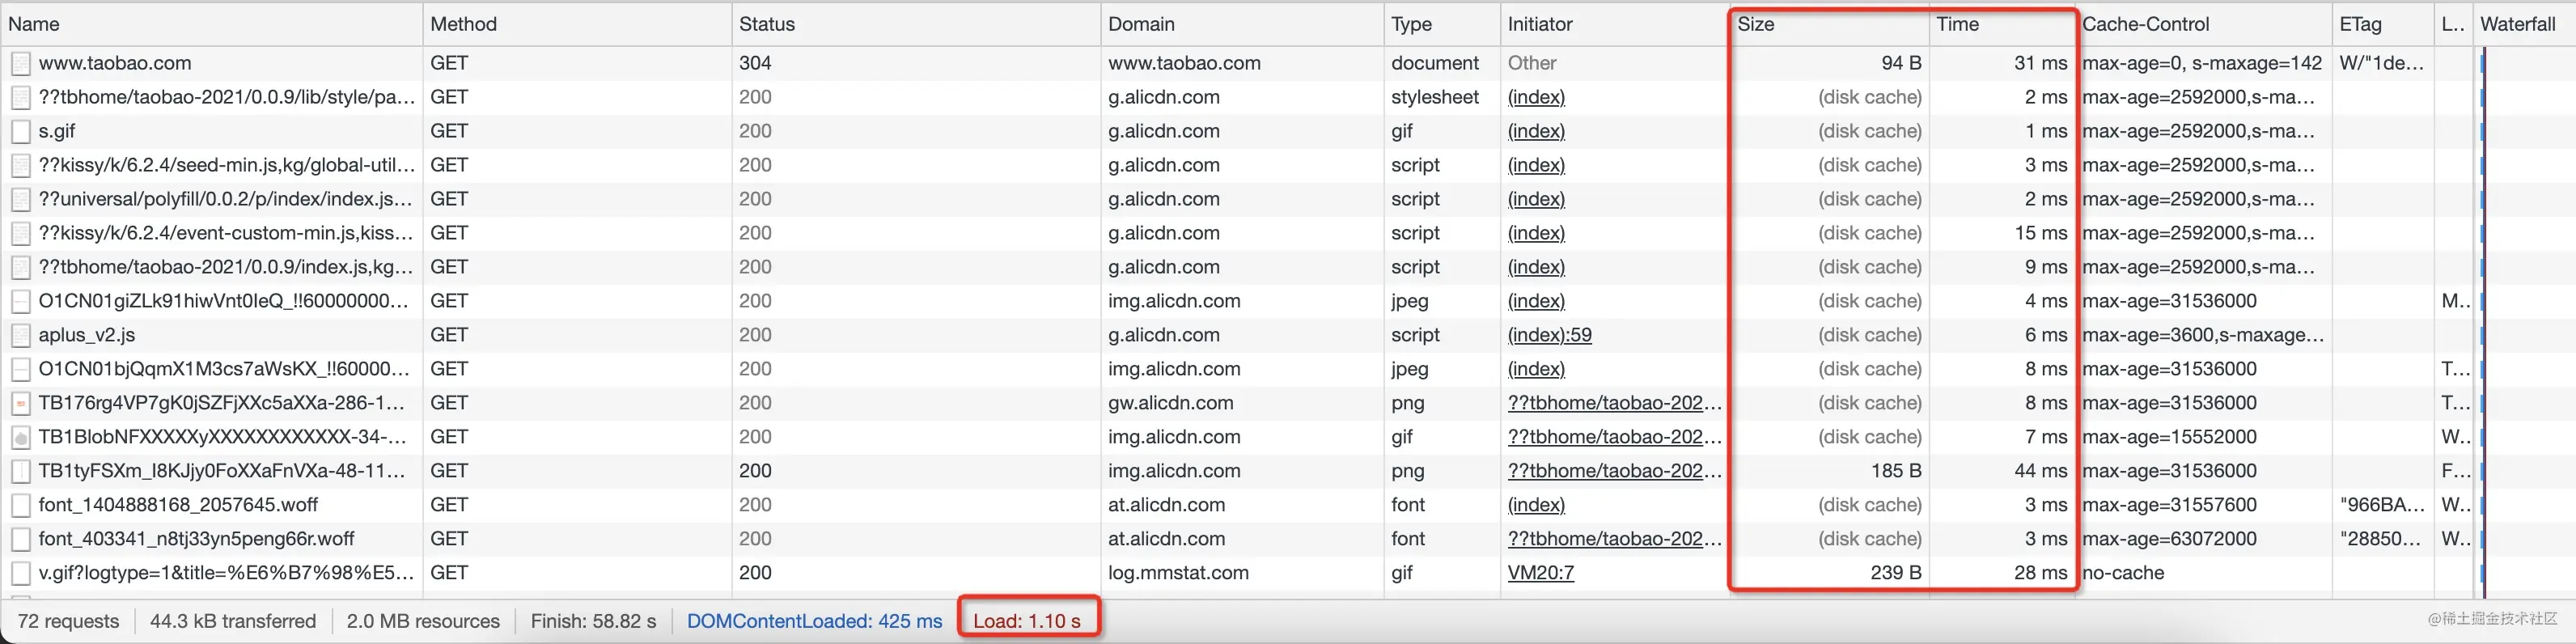 Name Method Status Domain Type Initiator Size Time Cache-Control ETag L.. Waterfall
www.taobao.com GET 304 www.taobao.com document Other 94 B 31 ms max-age=0, s-maxage=142 W/"1de...
??tbhome/taobao-2021/0.0.9/lib/style/pa... GET 200 g.alicdn.com stylesheet (index) (disk cache) 2 ms max-age=2592000,s-ma...
s.gif GET 200 g.alicdn.com gif (index) (disk cache) 1 ms max-age=2592000,s-ma...
??kissy/k/6.2.4/seed-min.js,kg/global-util... GET 200 g.alicdn.com script (index) (disk cache) 3 ms max-age=2592000,s-ma...
??universal/polyfill/0.0.2/p/index/index.js... GET 200 g.alicdn.com script (index) (disk cache) 2 ms max-age=2592000,s-ma...
??kissy/k/6.2.4/event-custom-min.js,kiss... GET 200 g.alicdn.com script (index) (disk cache) 15 ms max-age=2592000,s-ma...
??tbhome/taobao-2021/0.0.9/index.js,kg... GET 200 g.alicdn.com script (index) (disk cache) 9 ms max-age=2592000,s-ma...
O1CN01giZLk91hiwVnt0IeQ_!!60000000... GET 200 img.alicdn.com jpeg (index) (disk cache) 4 ms max-age=31536000 M..
aplus_v2.js GET 200 g.alicdn.com script (index):59 (disk cache) 6 ms max-age=3600,s-maxage...
O1CN01bjQqmX1M3cs7aWsKX_!!60000... GET 200 img.alicdn.com jpeg (index) (disk cache) 8 ms max-age=31536000 T...
TB176rg4VP7gK0jSZFjXXc5aXXa-286-1... GET 200 gw.alicdn.com png ??tbhome/taobao-202... (disk cache) 8 ms max-age=31536000 T...
TB1BlobNFXXXXXyXXXXXXXXXXXX-34-... GET 200 img.alicdn.com gif ??tbhome/taobao-202... (disk cache) 7 ms max-age=15552000 W..
TB1tyFSXm_I8KJjy0FoXXaFnVXa-48-11... GET 200 img.alicdn.com png ??tbhome/taobao-202... 185 B 44 ms max-age=31536000 F...
font_1404888168_2057645.woff GET 200 at.alicdn.com font (index) (disk cache) 3 ms max-age=31557600 "966BA... W..
font_403341_n8tj33yn5peng66r.woff GET 200 at.alicdn.com font ??tbhome/taobao-202... (disk cache) 3 ms max-age=63072000 "28850... W..
v.gif?logtype=1&title=%E6%B7%98%E5... GET 200 log.mmstat.com gif VM20:7 239 B 28 ms no-cache
72 requests 44.3 kB transferred 2.0 MB resources Finish: 58.82 s DOMContentLoaded: 425 ms Load: 1.10 s
@稀土掘金技术社区